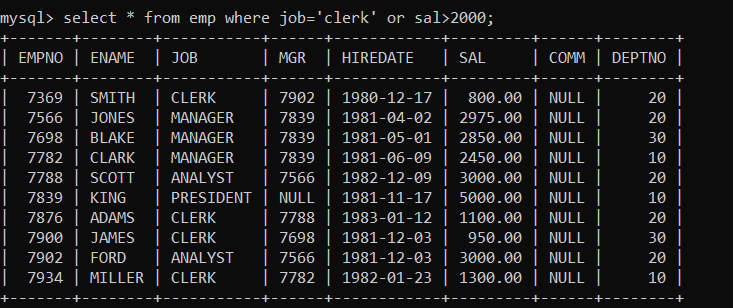 mysql> select * from emp where job='clerk' or sal>2000;
+-------+--------+-----------+------+------------+---------+------+--------+
| EMPNO | ENAME  | JOB       | MGR  | HIREDATE   | SAL     | COMM | DEPTNO |
+-------+--------+-----------+------+------------+---------+------+--------+
|  7369 | SMITH  | CLERK     | 7902 | 1980-12-17 |  800.00 | NULL |     20 |
|  7566 | JONES  | MANAGER   | 7839 | 1981-04-02 | 2975.00 | NULL |     20 |
|  7698 | BLAKE  | MANAGER   | 7839 | 1981-05-01 | 2850.00 | NULL |     30 |
|  7782 | CLARK  | MANAGER   | 7839 | 1981-06-09 | 2450.00 | NULL |     10 |
|  7788 | SCOTT  | ANALYST   | 7566 | 1982-12-09 | 3000.00 | NULL |     20 |
|  7839 | KING   | PRESIDENT | NULL | 1981-11-17 | 5000.00 | NULL |     10 |
|  7876 | ADAMS  | CLERK     | 7788 | 1983-01-12 | 1100.00 | NULL |     20 |
|  7900 | JAMES  | CLERK     | 7698 | 1981-12-03 |  950.00 | NULL |     30 |
|  7902 | FORD   | ANALYST   | 7566 | 1981-12-03 | 3000.00 | NULL |     20 |
|  7934 | MILLER | CLERK     | 7782 | 1982-01-23 | 1300.00 | NULL |     10 |
+-------+--------+-----------+------+------------+---------+------+--------+